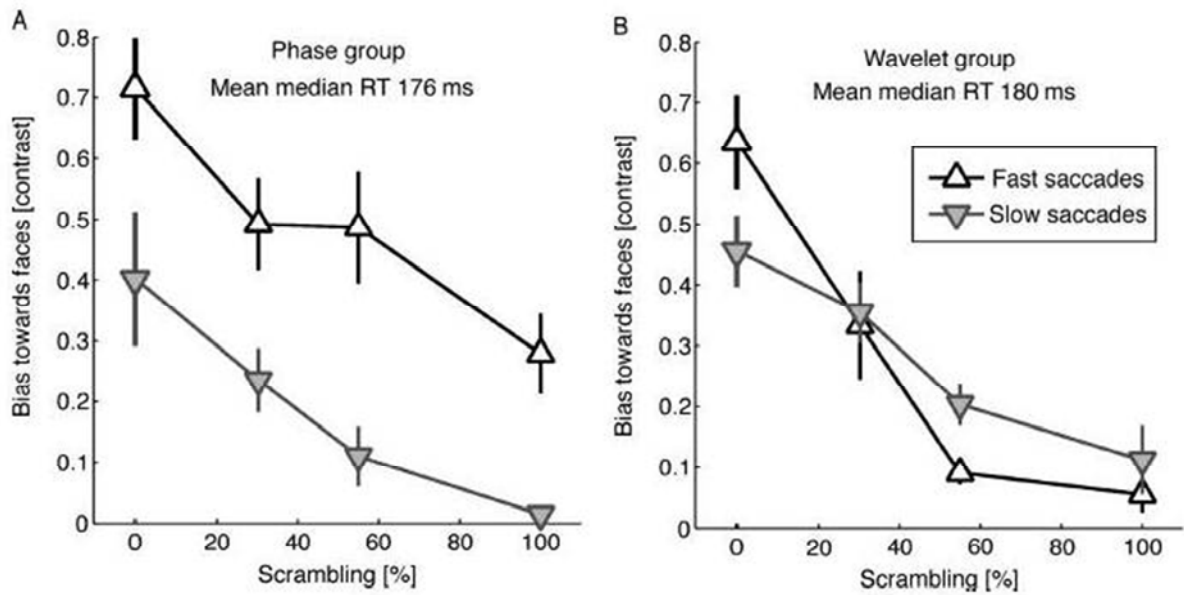 A
Phase group
Mean median RT 176 ms
Bias towards faces [contrast]
0.8
0.7
0.6
0.5
0.4
0.3
0.2
0.1
0
0 20 40 60 80 100
Scrambling [%]
B
Wavelet group
Mean median RT 180 ms
Fast saccades
Slow saccades
Bias towards faces [contrast]
0.8
0.7
0.6
0.5
0.4
0.3
0.2
0.1
0
0 20 40 60 80 100
Scrambling [%]